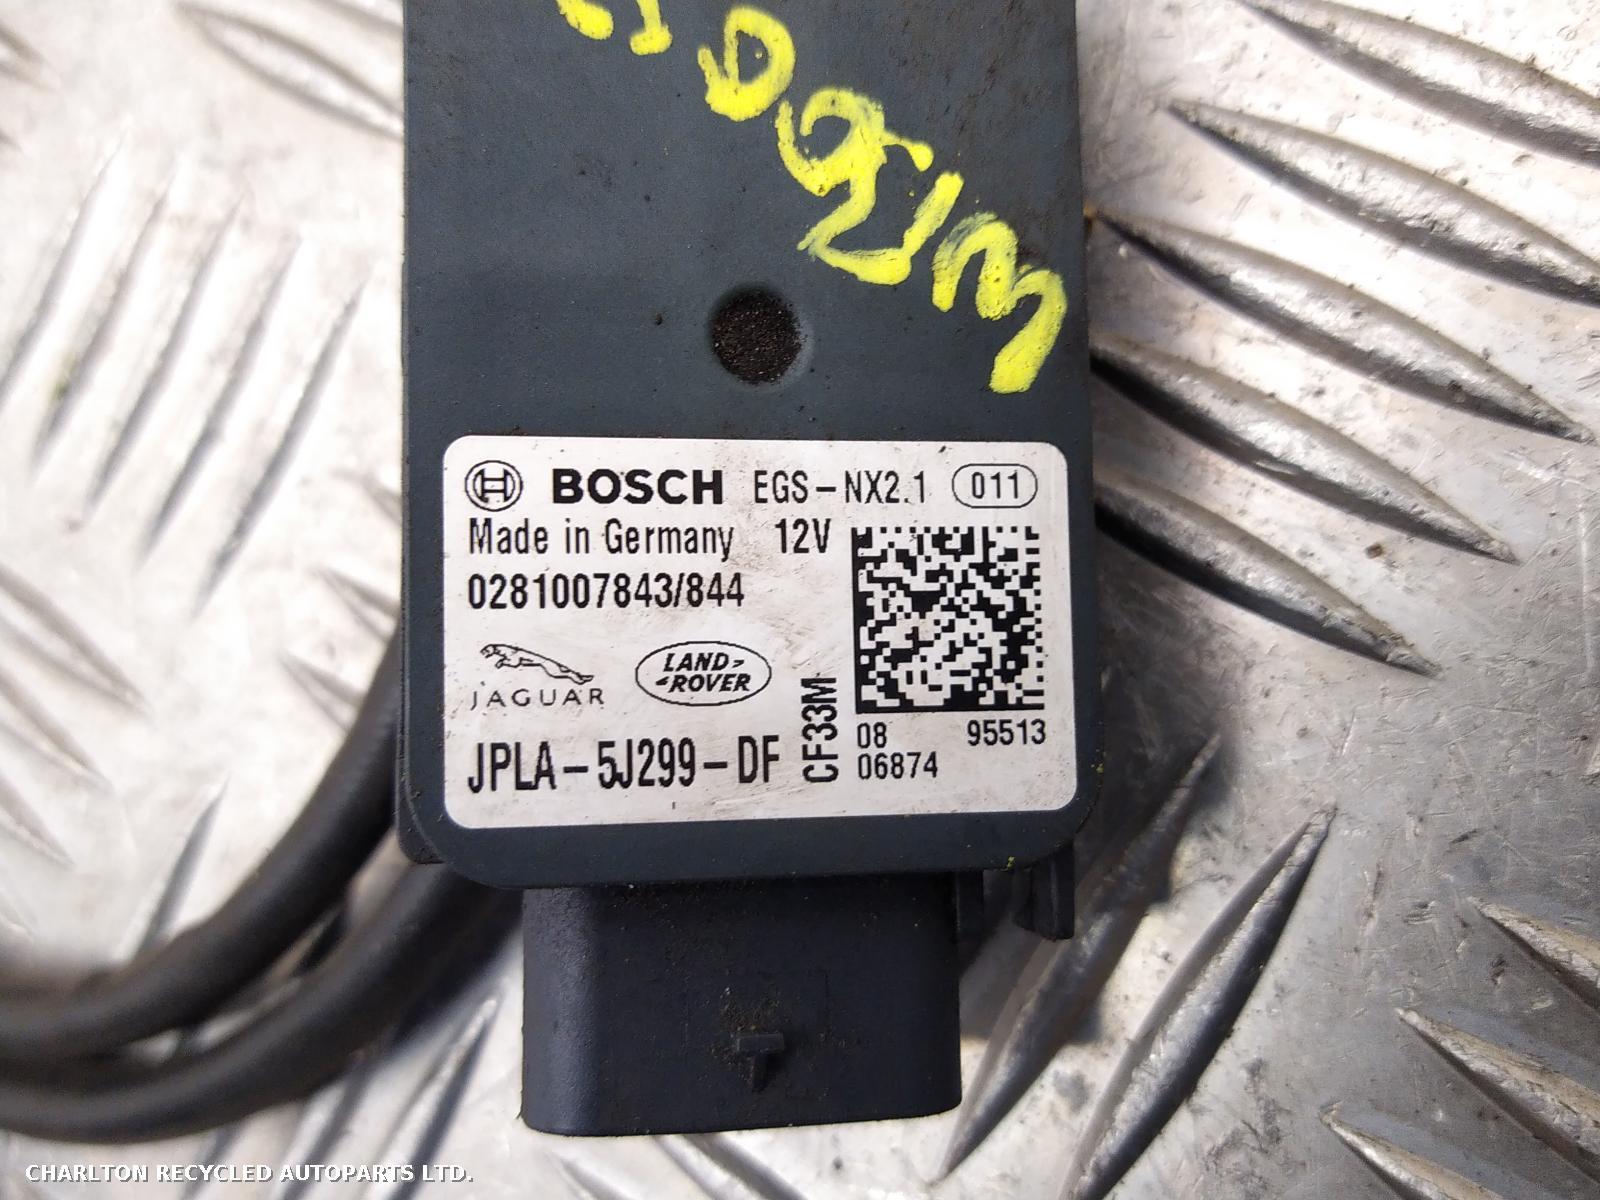 BOSCH EGS-NX2.1 011
Made in Germany 12V
0281007843/844
JAGUAR
LAND-
-ROVER
JPLA-5J299-DF
CF33M
08 95513
06874
CHARLTON RECYCLED AUTOPARTS LTD.